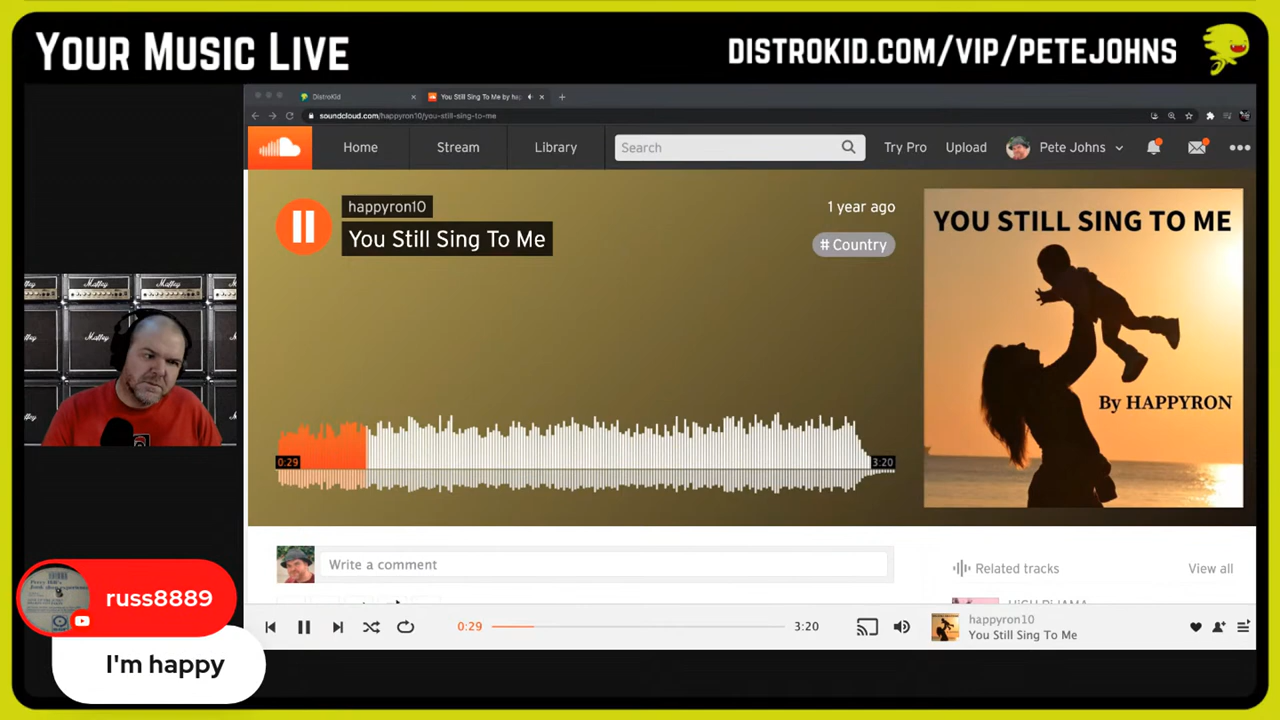 YOUR MUSIC LIVE
DISTROKID.COM/VIP/PETEJOHNS
DistroKid
You Still Sing To Me by hap
soundcloud.com/happyron10/you-still-sing-to-me
Home
Stream
Library
Search
Try Pro
Upload
Pete Johns
happyron10
You Still Sing To Me
1 year ago
# Country
YOU STILL SING TO ME
By HAPPYRON
0:29
3:20
Write a comment
Related tracks
View all
HiGH PiJAMA
0:29
3:20
happyron10
You Still Sing To Me
russ8889
I'm happy